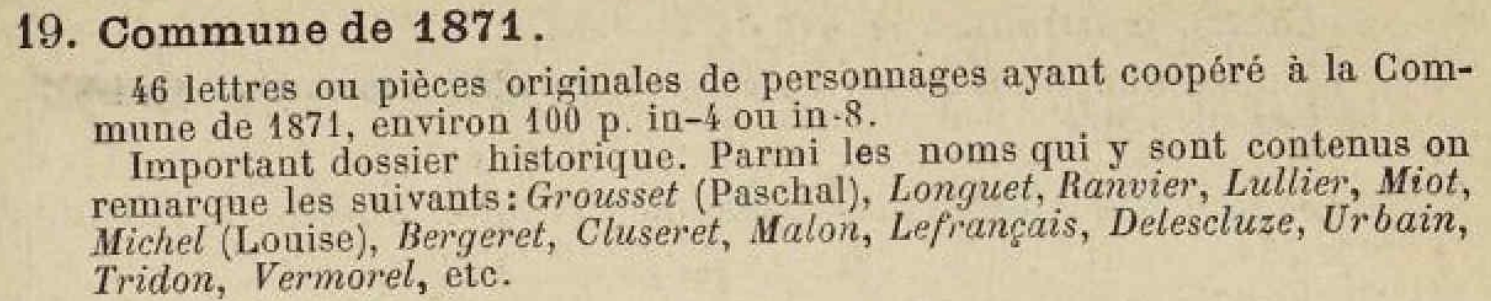 19. Commune de 1871.
46 lettres ou pièces originales de personnages ayant coopéré à la Com-
mune de 1871, environ 100 p. in-4 ou in-8.
Important dossier historique. Parmi les noms qui y sont contenus on
remarque les suivants: Grousset (Paschal), Longuet, Ranvier, Lullier, Miot,
Michel (Louise), Bergeret, Cluseret, Malon, Lefrançais, Delescluze, Urbain,
Tridon, Vermorel, etc.